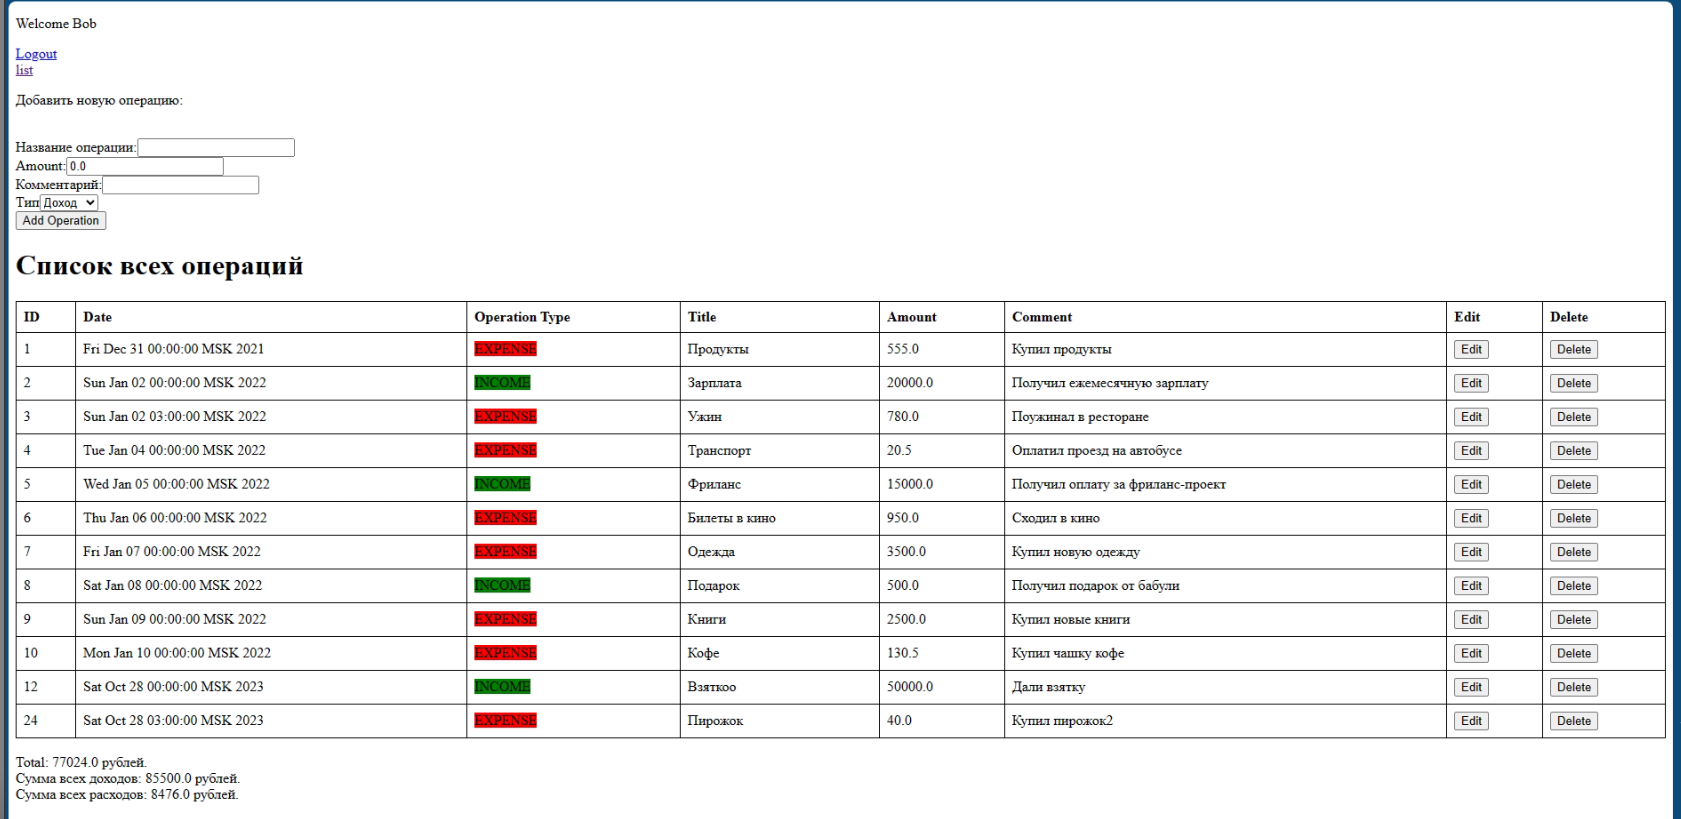 Welcome Bob
Logout
list
Добавить новую операцию:
Название операции:
Amount: 0.0
Комментарий:
Тип Доход
Add Operation
Список всех операций
ID Date Operation Type Title Amount Comment Edit Delete
1 Fri Dec 31 00:00:00 MSK 2021 EXPENSE Продукты 555.0 Купил продукты Edit Delete
2 Sun Jan 02 00:00:00 MSK 2022 INCOME Зарплата 20000.0 Получил ежемесячную зарплату Edit Delete
3 Sun Jan 02 03:00:00 MSK 2022 EXPENSE Ужин 780.0 Поужинал в ресторане Edit Delete
4 Tue Jan 04 00:00:00 MSK 2022 EXPENSE Транспорт 20.5 Оплатил проезд на автобусе Edit Delete
5 Wed Jan 05 00:00:00 MSK 2022 INCOME Фриланс 15000.0 Получил оплату за фриланс-проект Edit Delete
6 Thu Jan 06 00:00:00 MSK 2022 EXPENSE Билеты в кино 950.0 Сходил в кино Edit Delete
7 Fri Jan 07 00:00:00 MSK 2022 EXPENSE Одежда 3500.0 Купил новую одежду Edit Delete
8 Sat Jan 08 00:00:00 MSK 2022 INCOME Подарок 500.0 Получил подарок от бабули Edit Delete
9 Sun Jan 09 00:00:00 MSK 2022 EXPENSE Книги 2500.0 Купил новые книги Edit Delete
10 Mon Jan 10 00:00:00 MSK 2022 EXPENSE Кофе 130.5 Купил чашку кофе Edit Delete
12 Sat Oct 28 00:00:00 MSK 2023 INCOME Взяткоо 50000.0 Дали взятку Edit Delete
24 Sat Oct 28 03:00:00 MSK 2023 EXPENSE Пирожок 40.0 Купил пирожок2 Edit Delete
Total: 77024.0 рублей.
Сумма всех доходов: 85500.0 рублей.
Сумма всех расходов: 8476.0 рублей.